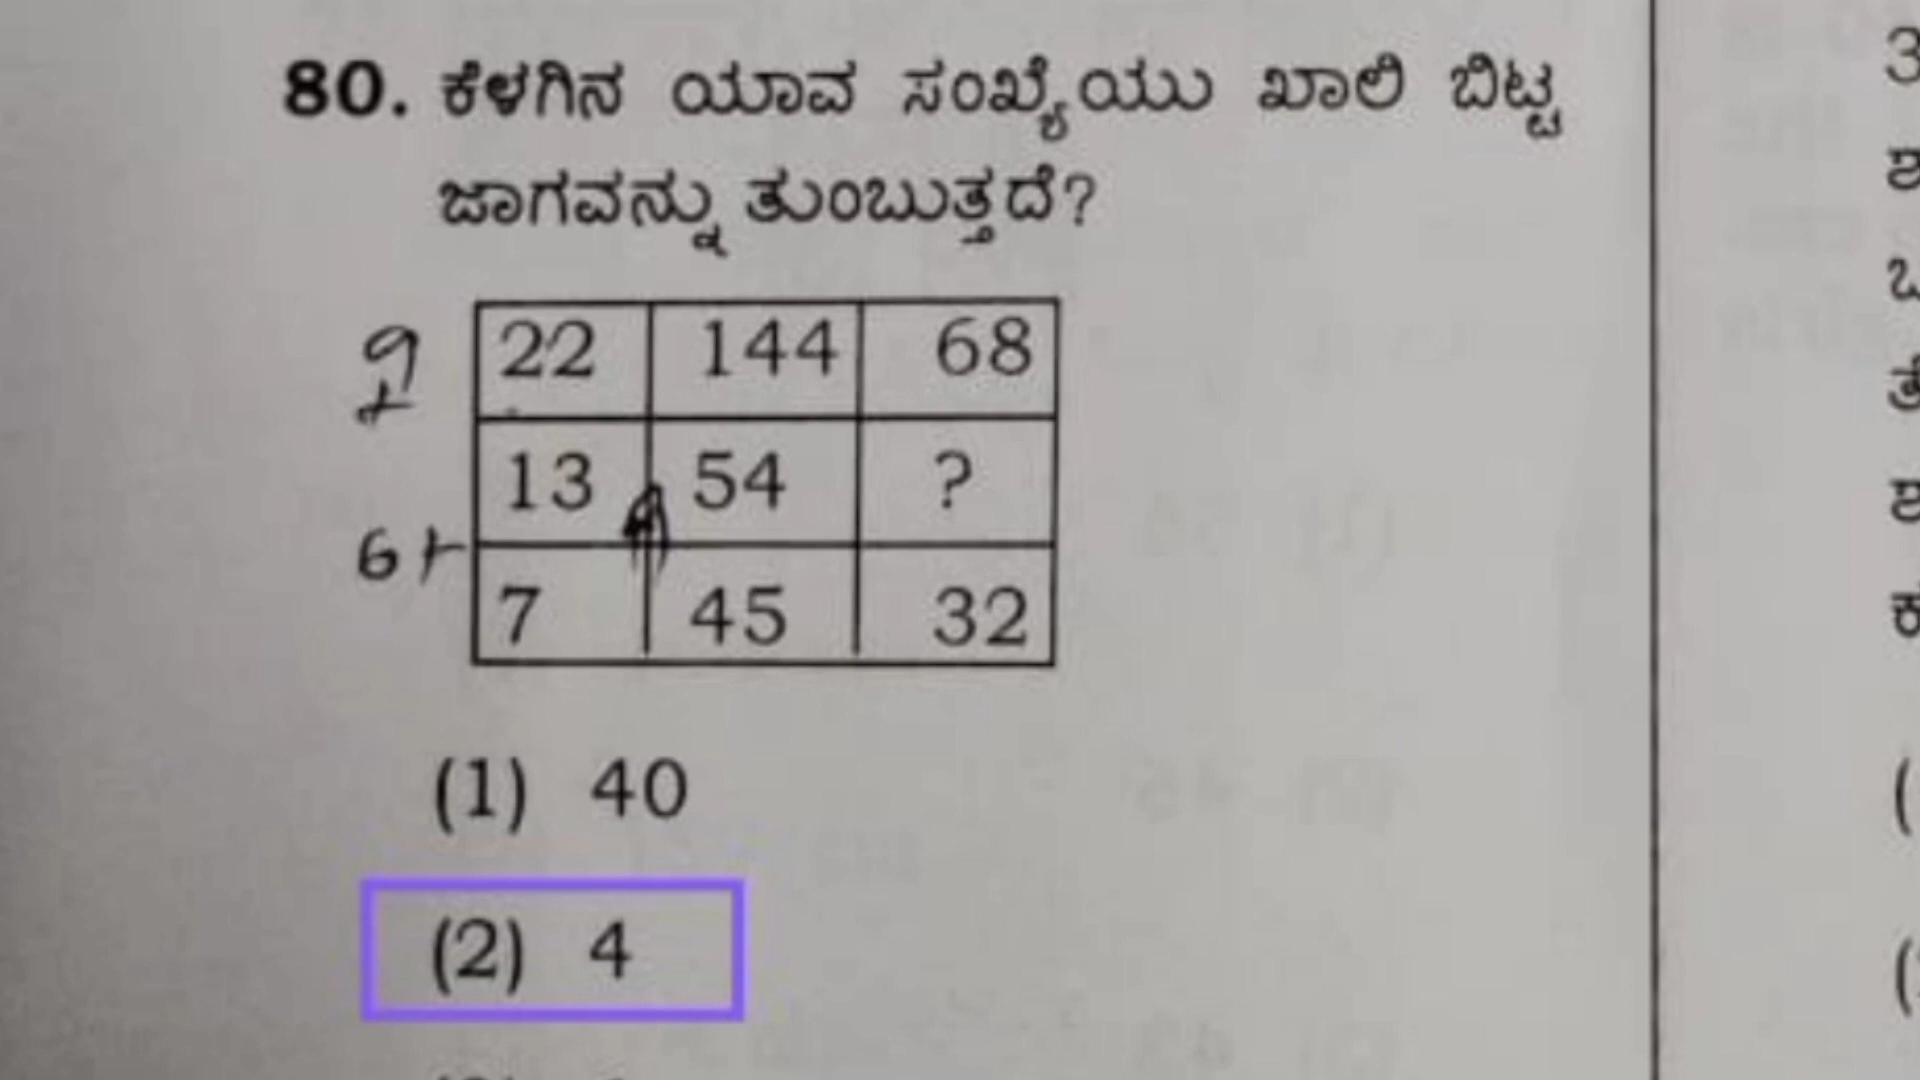 80. ಕೆಳಗಿನ ಯಾವ ಸಂಖ್ಯೆಯು ಖಾಲಿ ಬಿಟ್ಟ
ಜಾಗವನ್ನು ತುಂಬುತ್ತದೆ?
22 144 68
13 54 ?
7 45 32
(1) 40
(2) 4